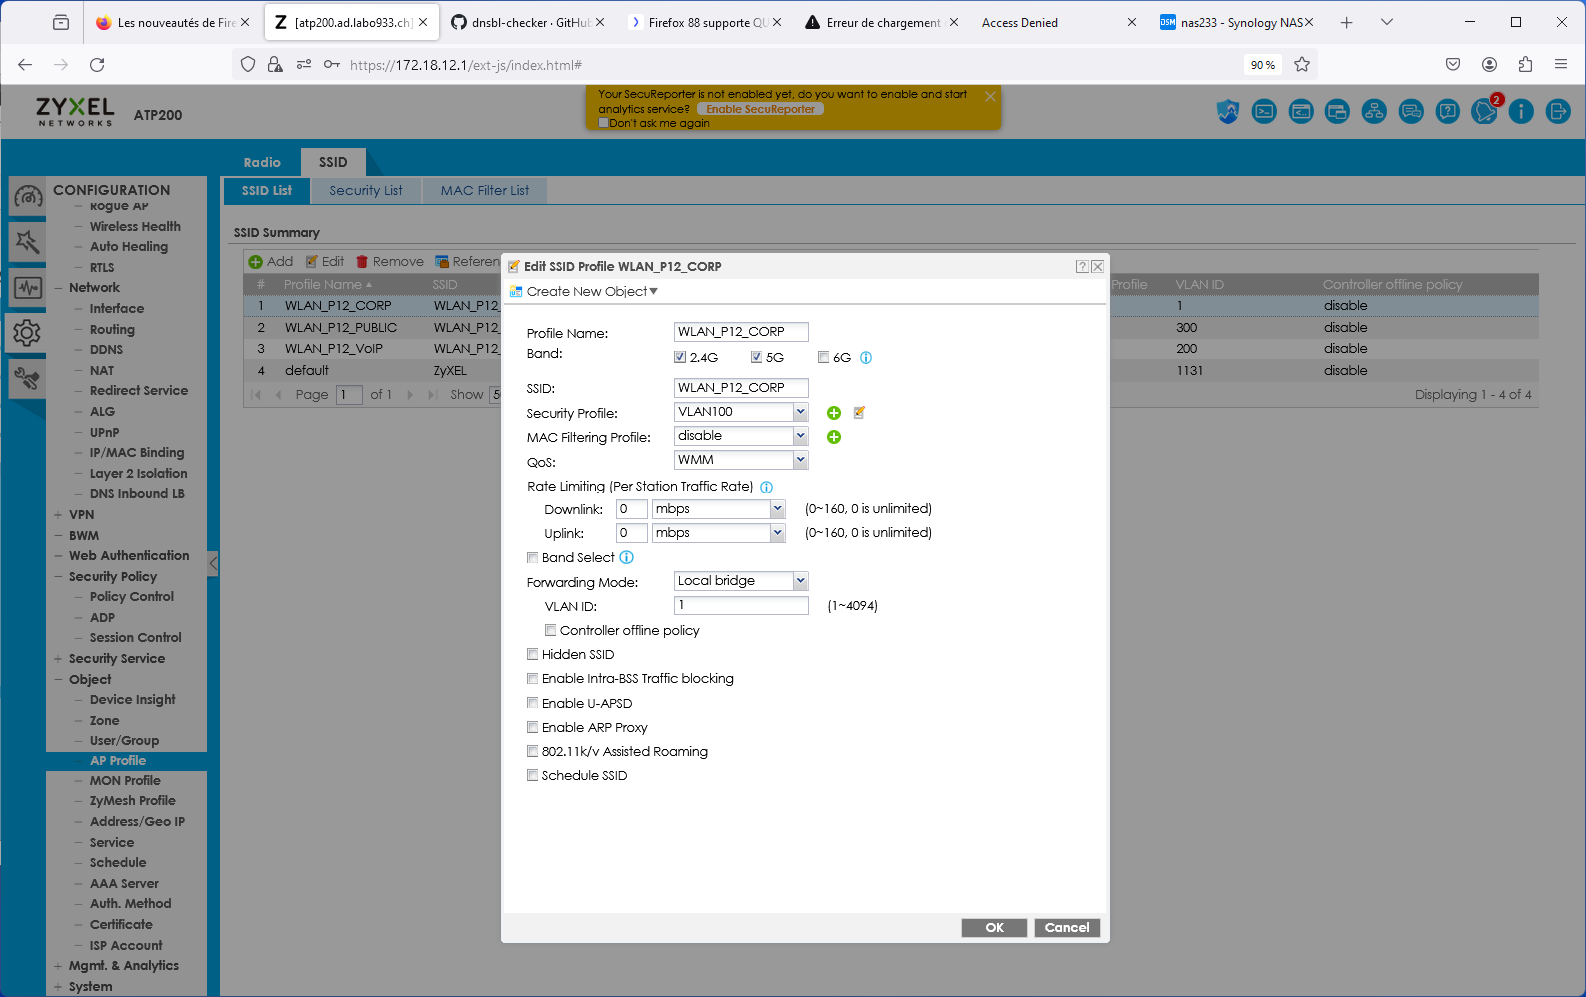 Les nouveautés de Fire
[atp200.ad.labo933.ch]
dnsbl-checker · GitHub
Firefox 88 supporte QU
Erreur de chargement
Access Denied
DSM
nas233 - Synology NAS
https://172.18.12.1/ext-js/index.html#
90 %
ZYXEL
NETWORKS
ATP200
Your SecuReporter is not enabled yet, do you want to enable and start
analytics service? Enable SecuReporter
Don't ask me again
2
Radio
SSID
CONFIGURATION
SSID List
Security List
MAC Filter List
Rogue AP
Wireless Health
Auto Healing
RTLS
Network
Interface
Routing
DDNS
NAT
Redirect Service
ALG
UPnP
IP/MAC Binding
Layer 2 Isolation
DNS Inbound LB
VPN
BWM
Web Authentication
Security Policy
Policy Control
ADP
Session Control
Security Service
Object
Device Insight
Zone
User/Group
AP Profile
MON Profile
ZyMesh Profile
Address/Geo IP
Service
Schedule
AAA Server
Auth. Method
Certificate
ISP Account
Mgmt. & Analytics
System
SSID Summary
Add Edit Remove Referen
# Profile Name SSID Profile VLAN ID Controller offline policy
1 WLAN_P12_CORP WLAN_P12_ 1 disable
2 WLAN_P12_PUBLIC WLAN_P12_ 300 disable
3 WLAN_P12_VoIP WLAN_P12_ 200 disable
4 default ZyXEL 1131 disable
Page 1 of 1 Show 5 Displaying 1 - 4 of 4
Edit SSID Profile WLAN_P12_CORP
Create New Object
Profile Name: WLAN_P12_CORP
Band: 2.4G 5G 6G
SSID: WLAN_P12_CORP
Security Profile: VLAN100
MAC Filtering Profile: disable
QoS: WMM
Rate Limiting (Per Station Traffic Rate)
Downlink: 0 mbps (0~160, 0 is unlimited)
Uplink: 0 mbps (0~160, 0 is unlimited)
Band Select
Forwarding Mode: Local bridge
VLAN ID: 1 (1~4094)
Controller offline policy
Hidden SSID
Enable Intra-BSS Traffic blocking
Enable U-APSD
Enable ARP Proxy
802.11k/v Assisted Roaming
Schedule SSID
OK
Cancel